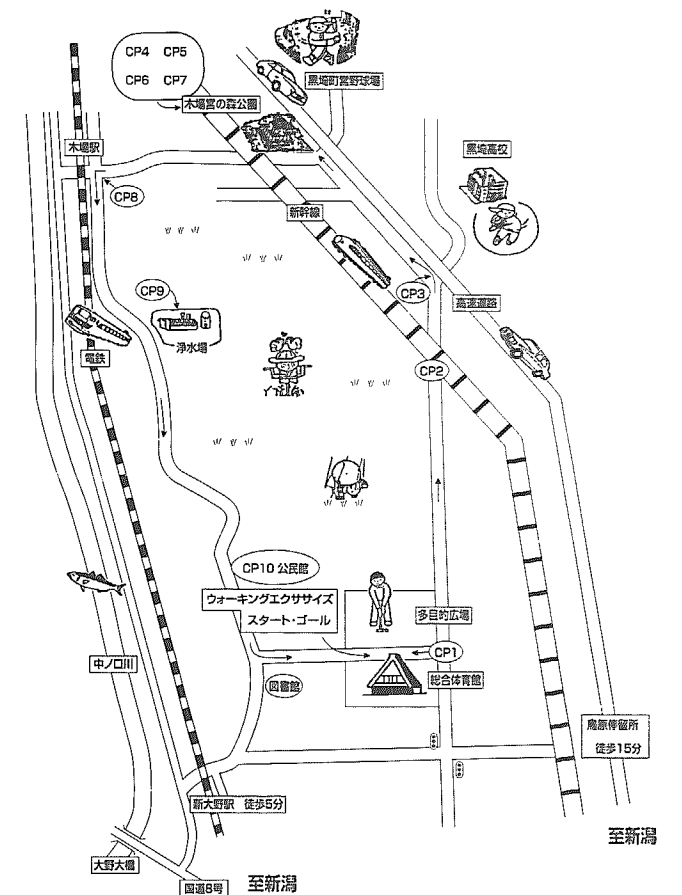 CP4 CP5
CP6 CP7
黒埼町営野球場
木場宮の森公園
木場駅
黒埼高校
CP8
新幹線
CP9
CP3
高速道路
浄水場
電鉄
CP2
CP10 公民館
ウォーキングエクササイズ
スタート・ゴール
多目的広場
CP1
中ノ口川
図書館
総合体育館
鳥原停留所
徒歩15分
新大野駅 徒歩5分
至新潟
大野大橋
国道8号
至新潟